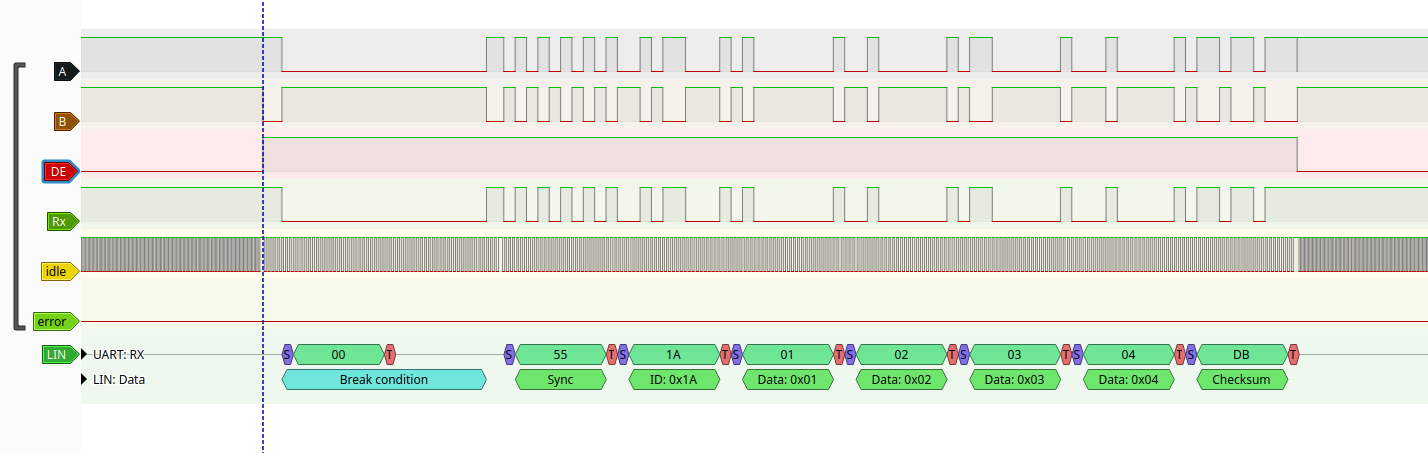 A
B
DE
Rx
idle
error
LIN UART: RX S 00 T S 55 T S 1A T S 01 T S 02 T S 03 T S 04 T S DB T
LIN: Data Break condition Sync ID: 0x1A Data: 0x01 Data: 0x02 Data: 0x03 Data: 0x04 Checksum